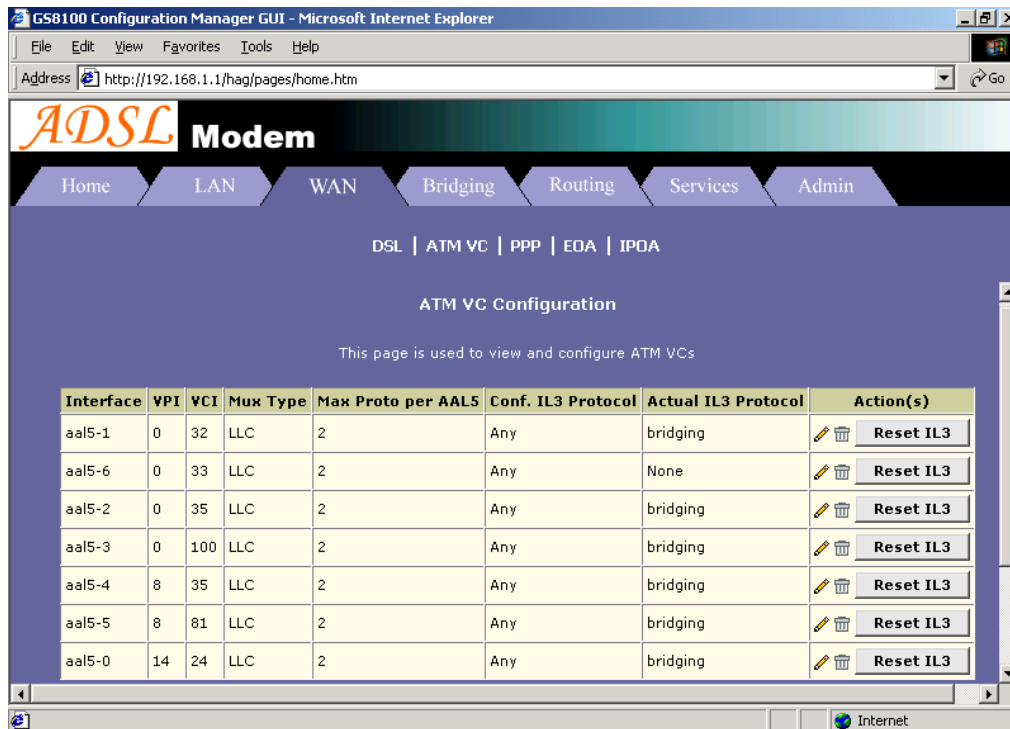 GS8100 Configuration Manager GUI - Microsoft Internet Explorer
File Edit View Favorites Tools Help
Address http://192.168.1.1/hag/pages/home.htm Go
ADSL Modem
Home LAN WAN Bridging Routing Services Admin
DSL | ATM VC | PPP | EOA | IPOA
ATM VC Configuration
This page is used to view and configure ATM VCs
Interface VPI VCI Mux Type Max Proto per AAL5 Conf. IL3 Protocol Actual IL3 Protocol Action(s)
aal5-1 0 32 LLC 2 Any bridging Reset IL3
aal5-6 0 33 LLC 2 Any None Reset IL3
aal5-2 0 35 LLC 2 Any bridging Reset IL3
aal5-3 0 100 LLC 2 Any bridging Reset IL3
aal5-4 8 35 LLC 2 Any bridging Reset IL3
aal5-5 8 81 LLC 2 Any bridging Reset IL3
aal5-0 14 24 LLC 2 Any bridging Reset IL3
Internet